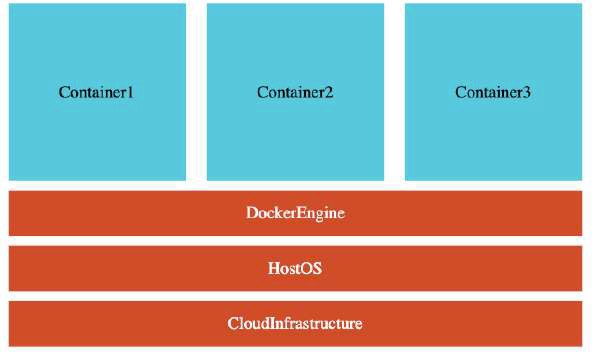 Container1
Container2
Container3
DockerEngine
HostOS
CloudInfrastructure